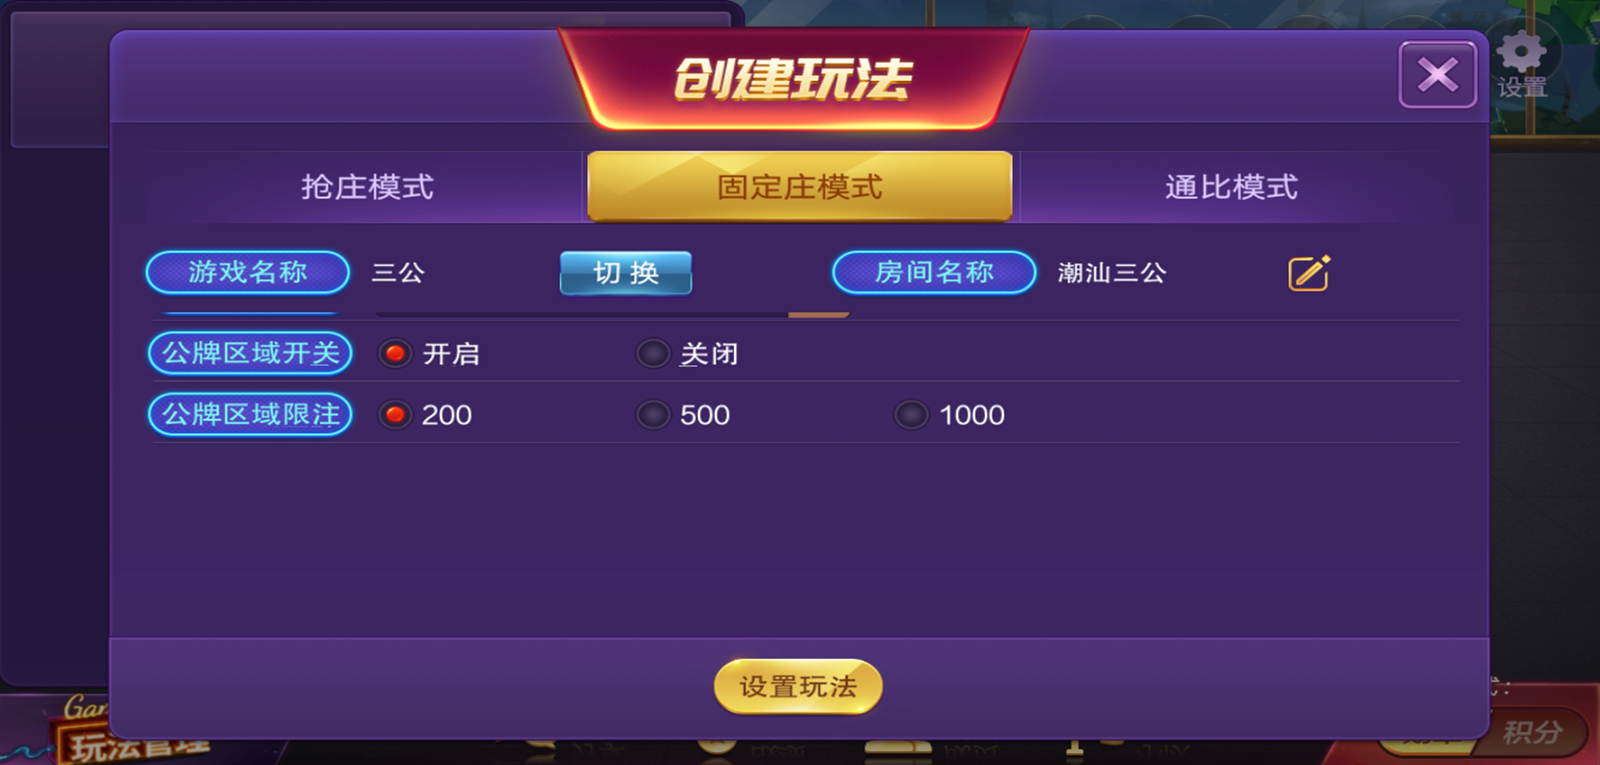 创建玩法
设置
抢庄模式 固定庄模式 通比模式
游戏名称 三公 切换 房间名称 潮汕三公
公牌区域开关 开启 关闭
公牌区域限注 200 500 1000
设置玩法
玩法管理
积分